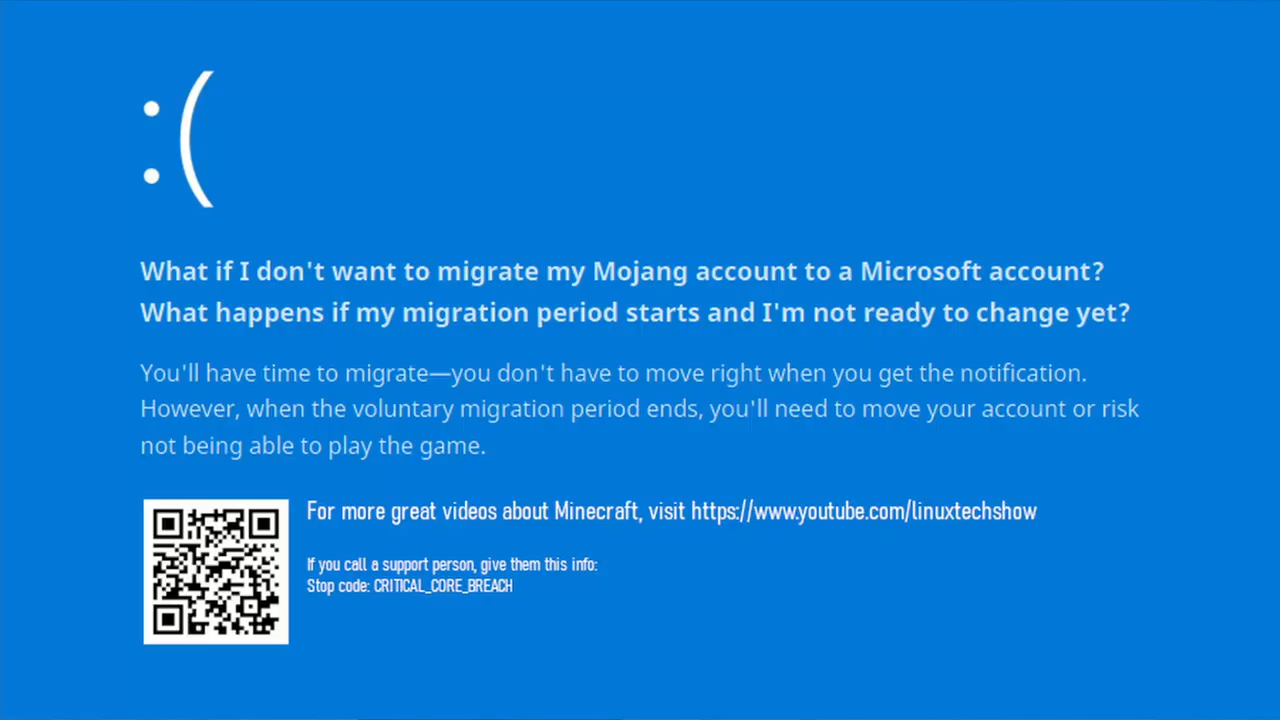 :(
What if I don't want to migrate my Mojang account to a Microsoft account?
What happens if my migration period starts and I'm not ready to change yet?
You'll have time to migrate—you don't have to move right when you get the notification.
However, when the voluntary migration period ends, you'll need to move your account or risk
not being able to play the game.
For more great videos about Minecraft, visit https://www.youtube.com/linuxtechshow
If you call a support person, give them this info:
Stop code: CRITICAL_CORE_BREACH